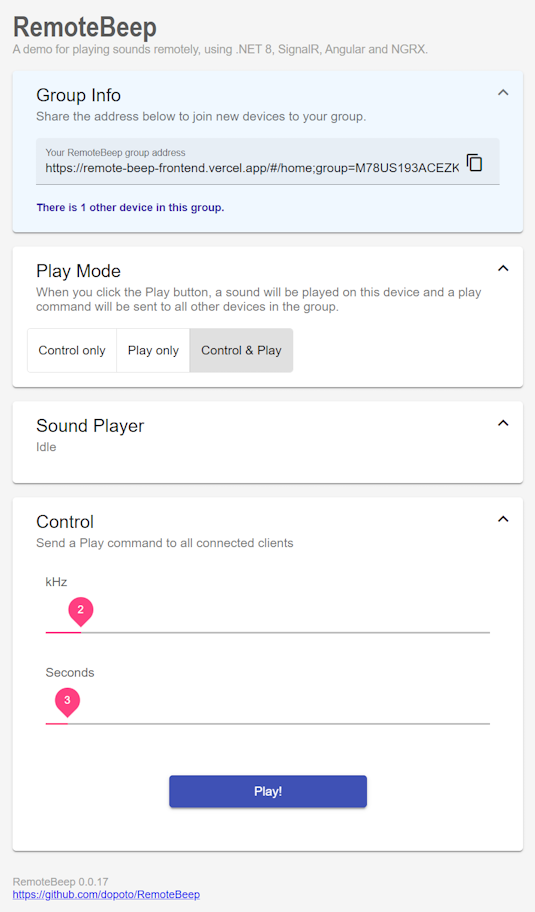 RemoteBeep
A demo for playing sounds remotely, using .NET 8, SignalR, Angular and NGRX.
Group Info
Share the address below to join new devices to your group.
Your RemoteBeep group address
https://remote-beep-frontend.vercel.app/#/home;group=M78US193ACEZK
There is 1 other device in this group.
Play Mode
When you click the Play button, a sound will be played on this device and a play
command will be sent to all other devices in the group.
Control only Play only Control & Play
Sound Player
Idle
Control
Send a Play command to all connected clients
kHz
2
Seconds
3
Play!
RemoteBeep 0.0.17
https://github.com/dopoto/RemoteBeep